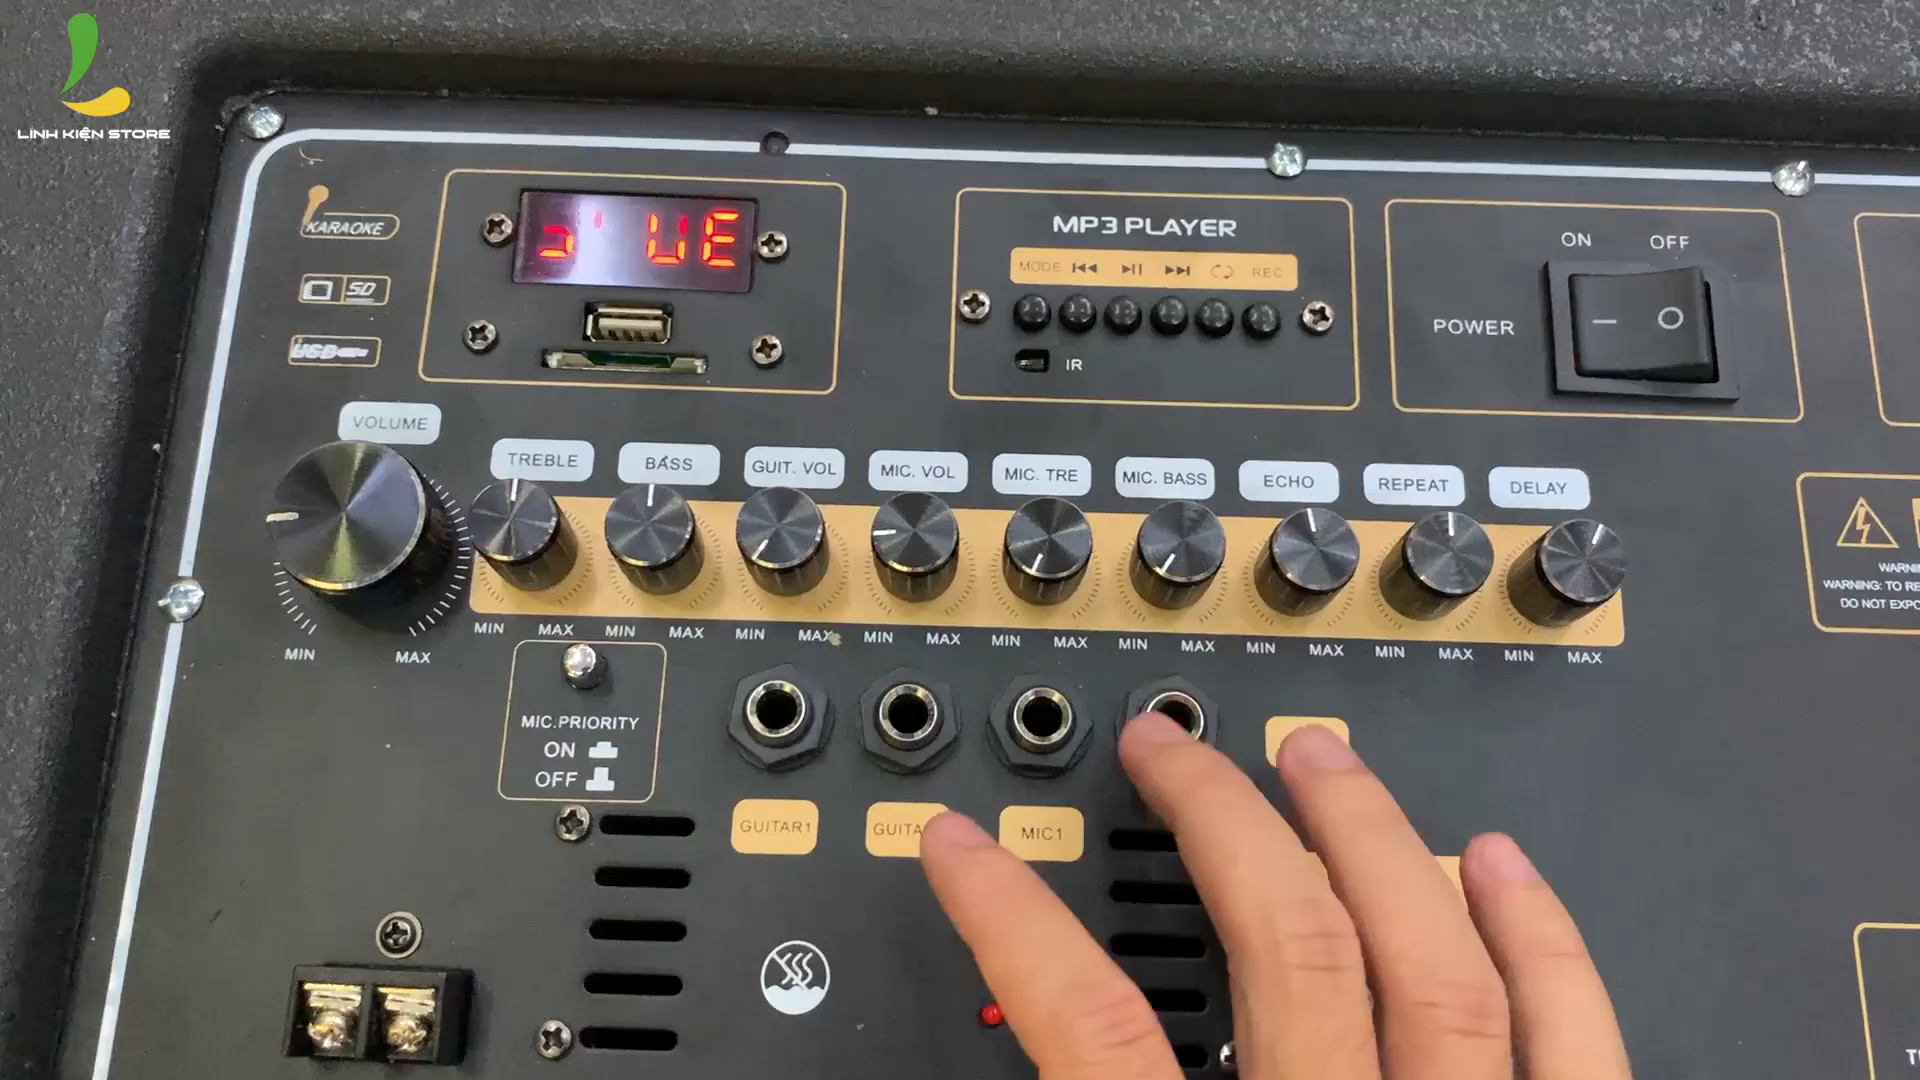 LINH KIỆN STORE
KARAOKE
SD
USB
MP3 PLAYER
MODE REC
IR
ON OFF
POWER
VOLUME
TREBLE
BASS
GUIT. VOL
MIC. VOL
MIC. TRE
MIC. BASS
ECHO
REPEAT
DELAY
MIN MAX
MIN MAX
MIN MAX
MIN MAX
MIN MAX
MIN MAX
MIN MAX
MIN MAX
MIN MAX
MIN MAX
MIC.PRIORITY
ON
OFF
GUITAR1
MIC1
WARNING: TO
DO NOT